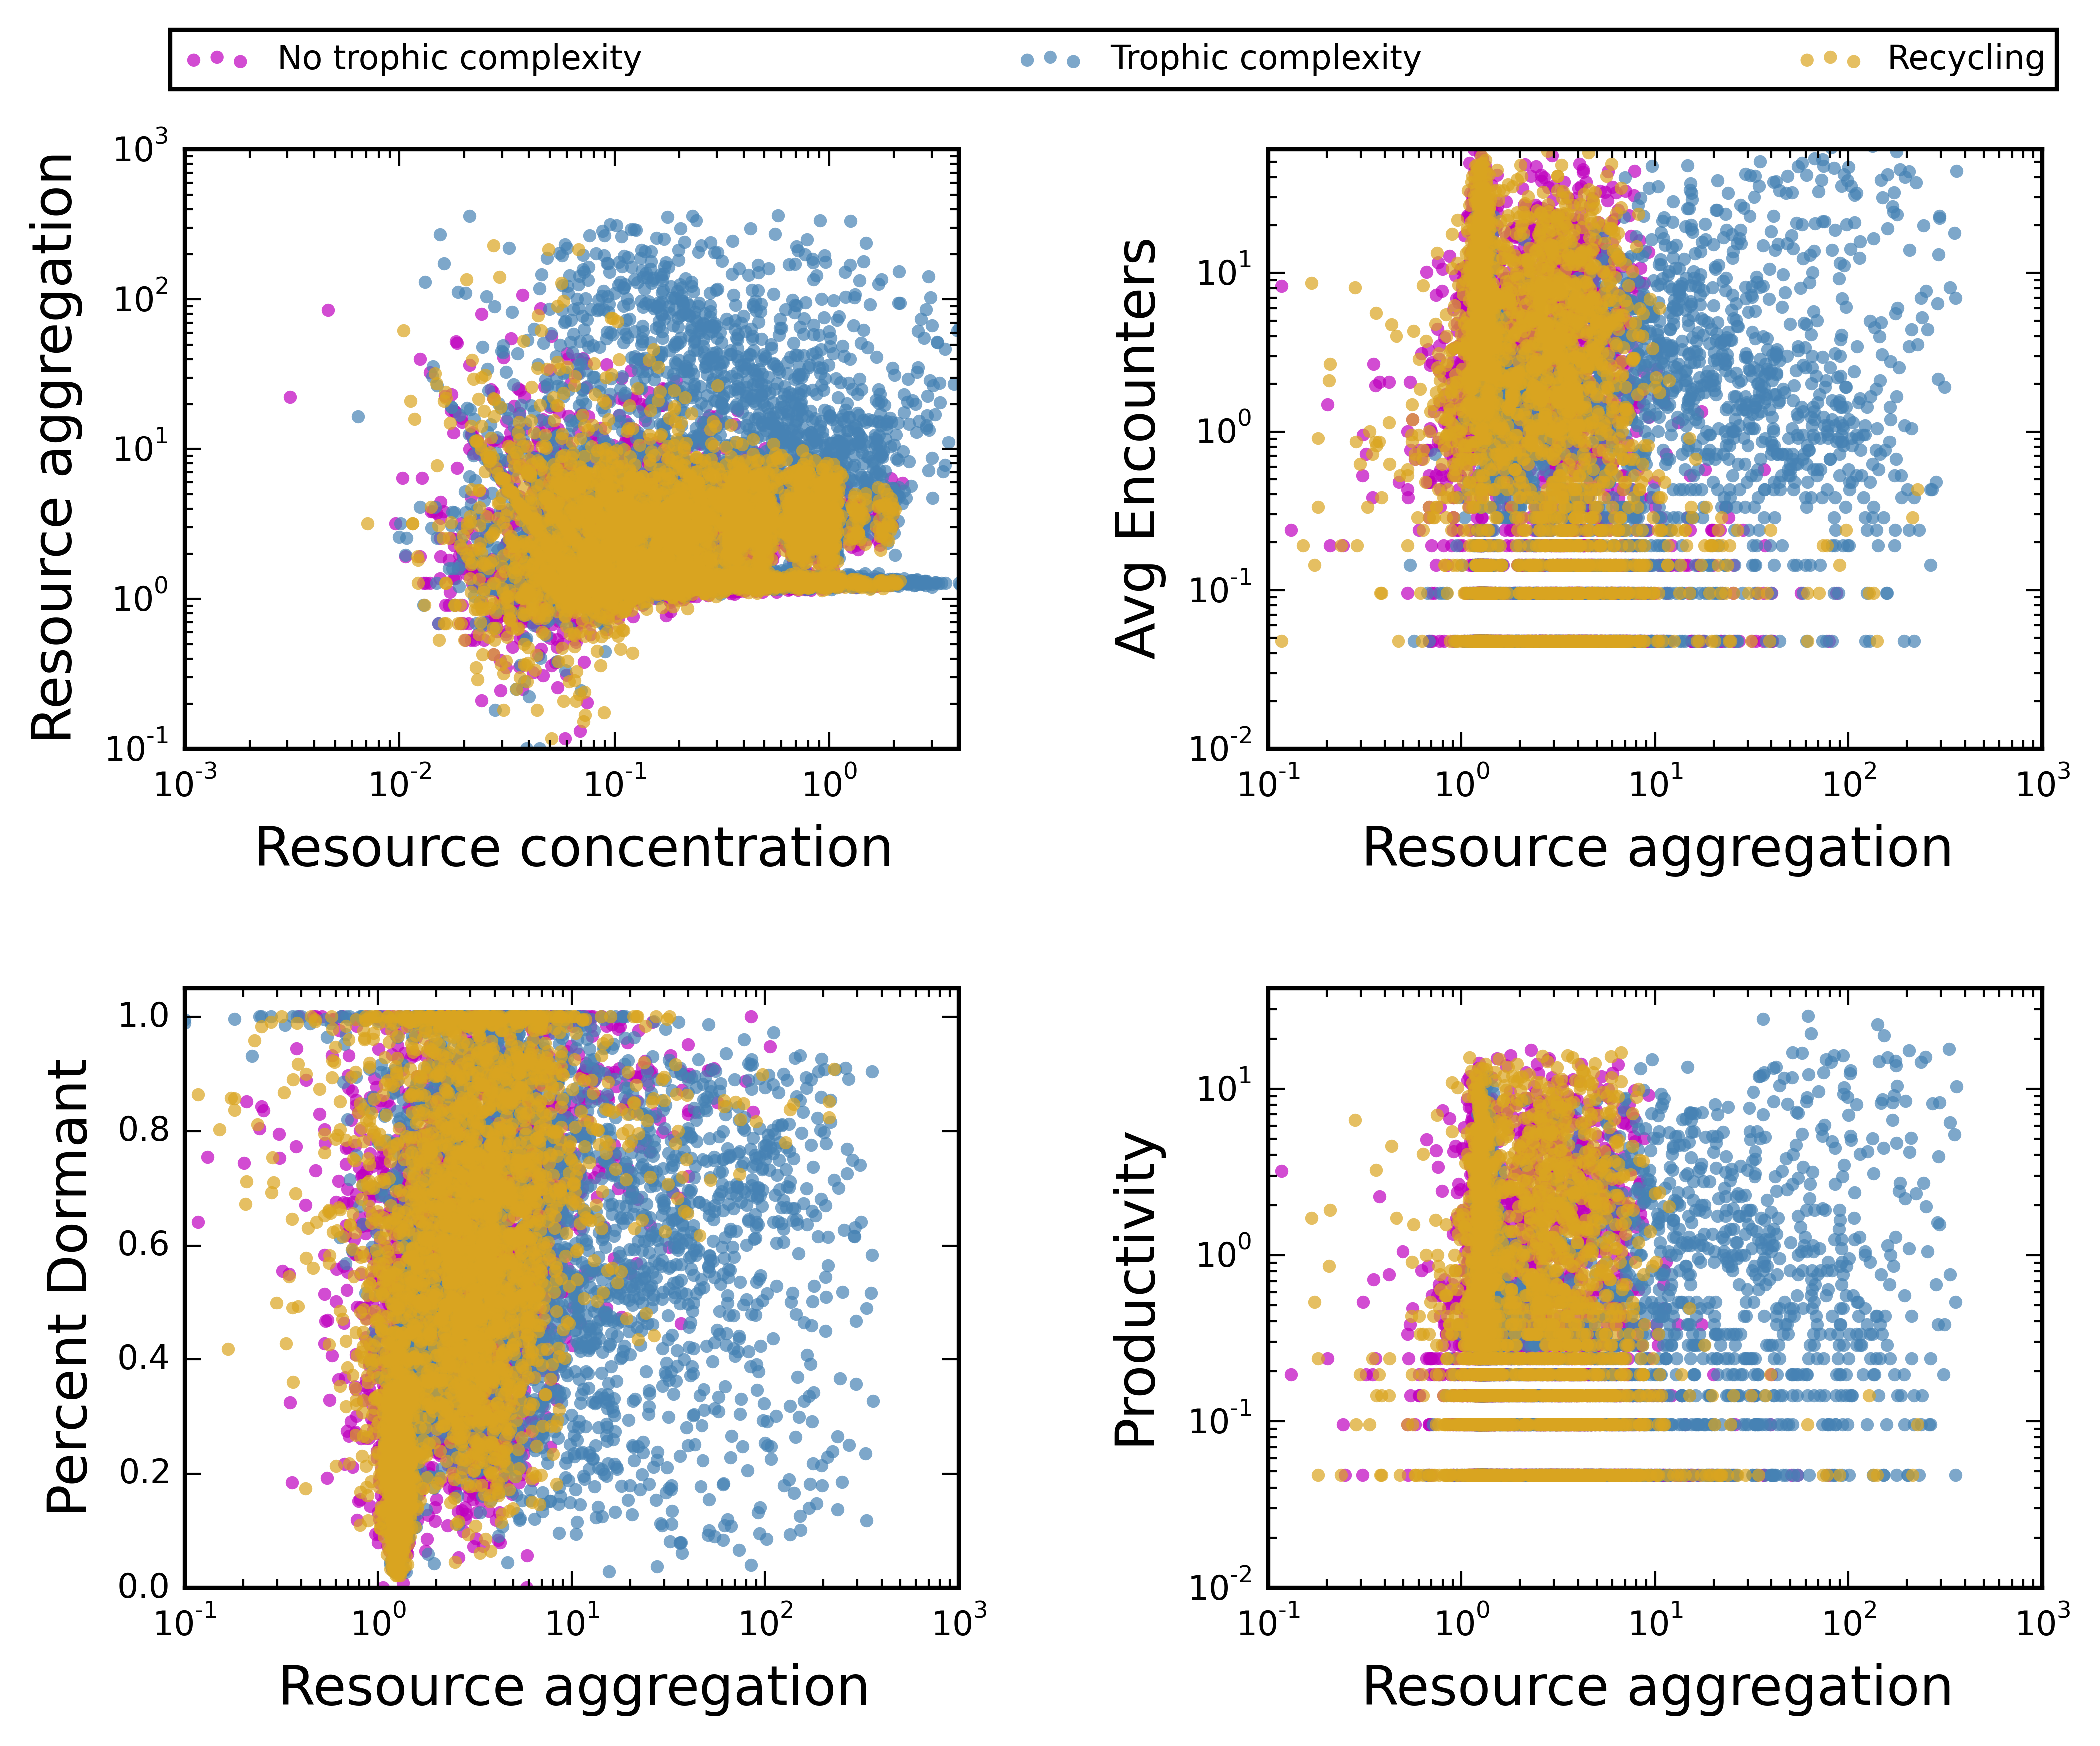 No trophic complexity Trophic complexity Recycling
Resource aggregation
10^3
10^2
10^1
10^0
10^-1
10^-3 10^-2 10^-1 10^0
Resource concentration
Avg Encounters
10^1
10^0
10^-1
10^-2
10^-1 10^0 10^1 10^2 10^3
Resource aggregation
Percent Dormant
1.0
0.8
0.6
0.4
0.2
0.0
10^-1 10^0 10^1 10^2 10^3
Resource aggregation
Productivity
10^1
10^0
10^-1
10^-2
10^-1 10^0 10^1 10^2 10^3
Resource aggregation